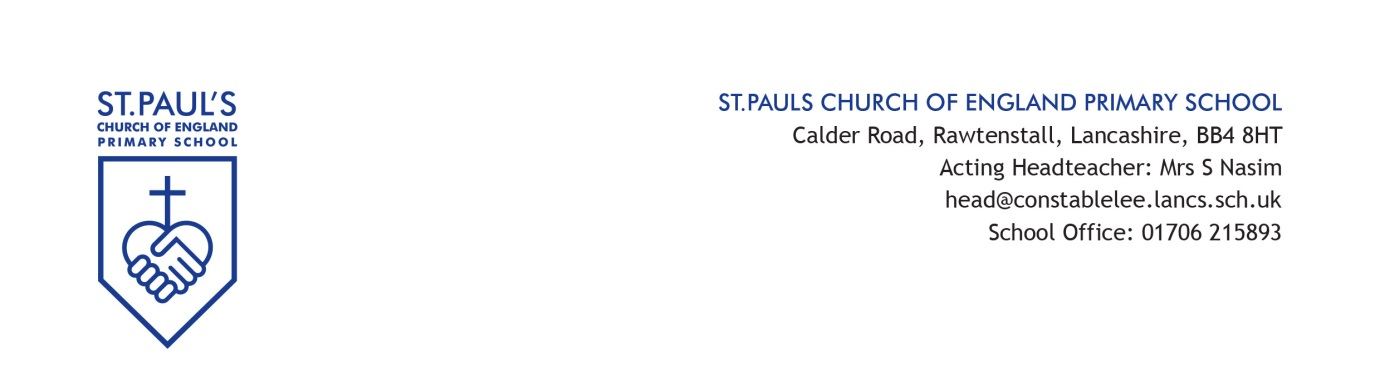 ST.PAUL'S
CHURCH OF ENGLAND
PRIMARY SCHOOL
ST.PAULS CHURCH OF ENGLAND PRIMARY SCHOOL
Calder Road, Rawtenstall, Lancashire, BB4 8HT
Acting Headteacher: Mrs S Nasim
head@constablelee.lancs.sch.uk
School Office: 01706 215893